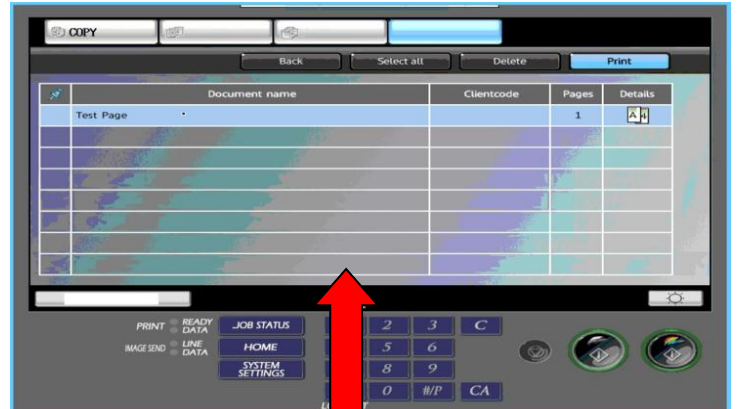 COPY
Back Select all Delete Print
Document name Clientcode Pages Details
Test Page 1 A 4
PRINT READY DATA JOB STATUS 2 3 C
IMAGE SEND LINE DATA HOME 5 6
SYSTEM SETTINGS 8 9
0 #/P CA